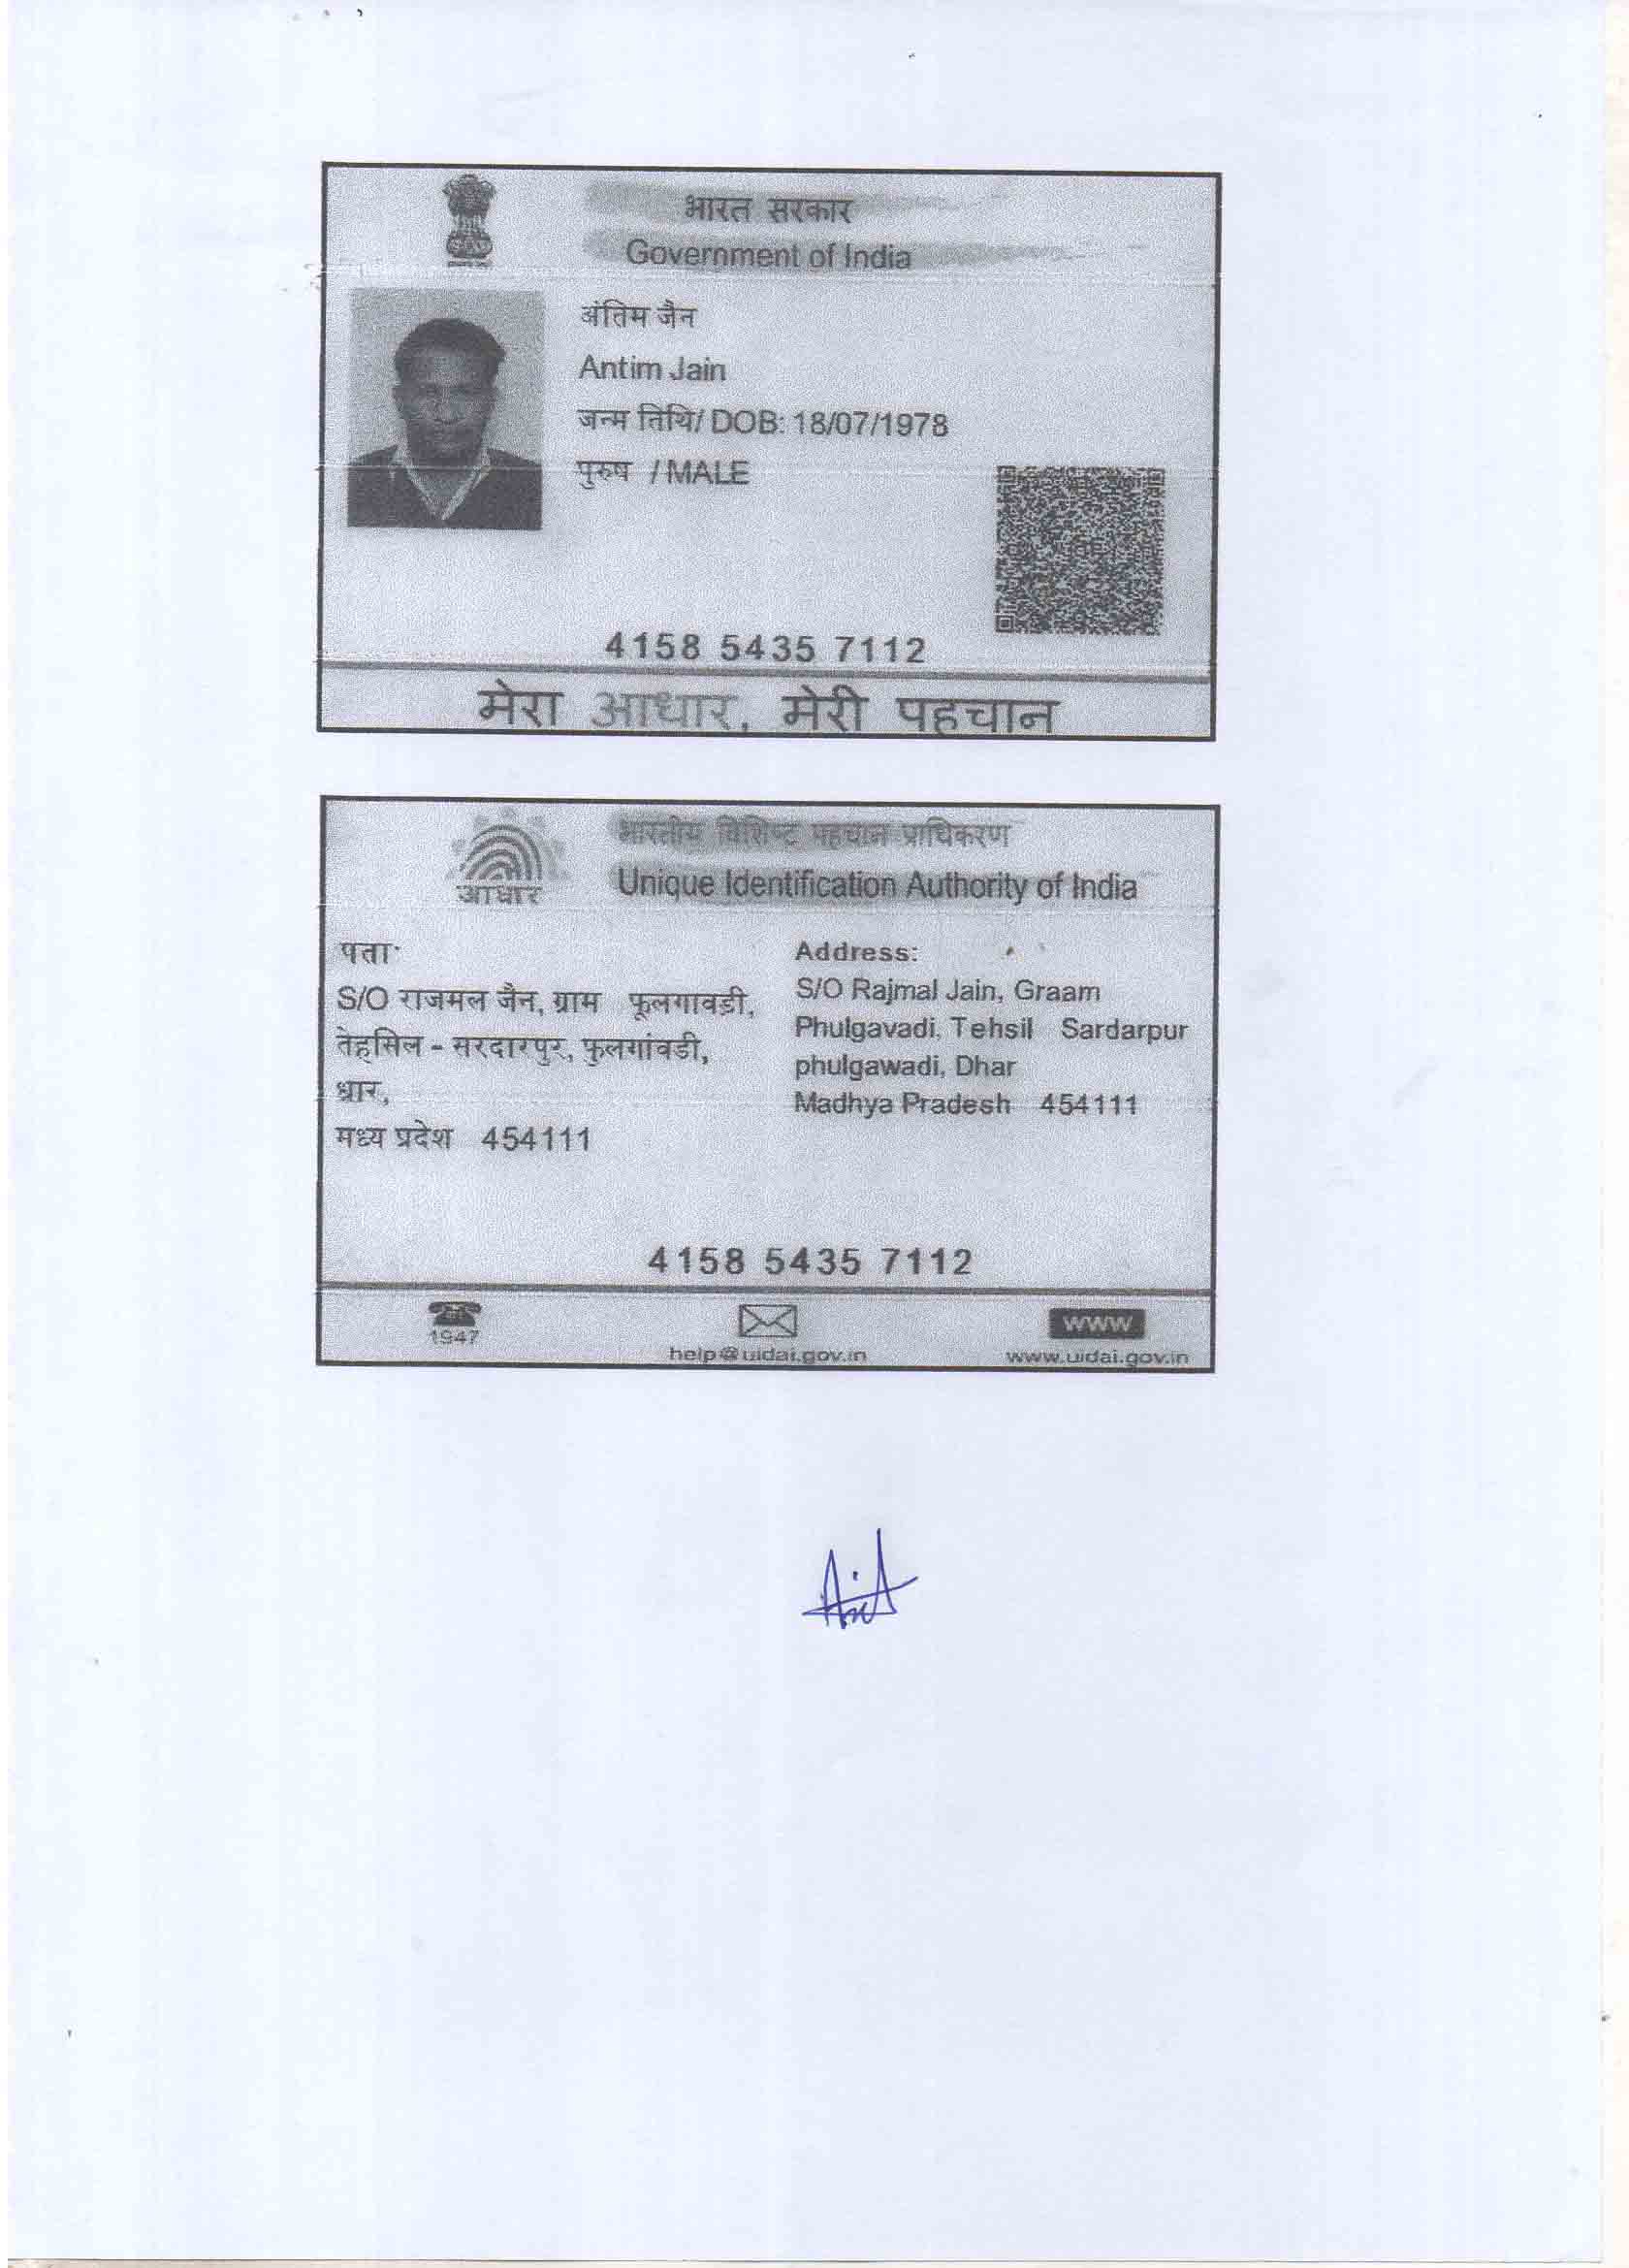 भारत सरकार
Government of India
अंतिम जैन
Antim Jain
जन्म तिथि/ DOB: 18/07/1978
पुरुष / MALE
4158 5435 7112
मेरा आधार, मेरी पहचान
भारतीय विशिष्ट पहचान प्राधिकरण
आधार
Unique Identification Authority of India
पता:
S/O राजमल जैन, ग्राम फूलगावडी,
तेहसिल - सरदारपुर, फुलगांवडी,
धार,
मध्य प्रदेश 454111
Address:
S/O Rajmal Jain, Graam
Phulgavadi, Tehsil Sardarpur
phulgawadi, Dhar
Madhya Pradesh 454111
4158 5435 7112
1947
help@uidai.gov.in
www
www.uidai.gov.in